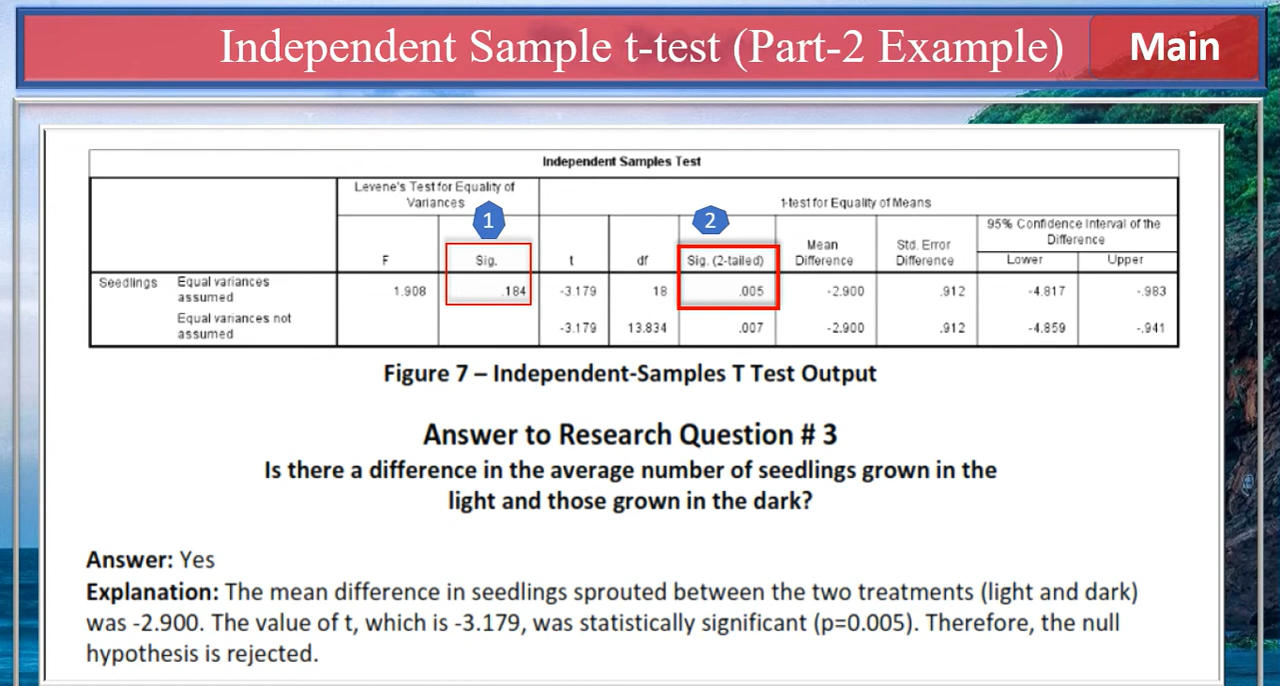 Independent Sample t-test (Part-2 Example)
Main
Independent Samples Test
Levene's Test for Equality of Variances
t-test for Equality of Means
1
2
95% Confidence Interval of the Difference
F Sig. t df Sig. (2-tailed) Mean Difference Std. Error Difference Lower Upper
Seedlings Equal variances assumed 1.908 .184 -3.179 18 .005 -2.900 .912 -4.817 -.983
Equal variances not assumed -3.179 13.834 .007 -2.900 .912 -4.859 -.941
Figure 7 – Independent-Samples T Test Output
Answer to Research Question # 3
Is there a difference in the average number of seedlings grown in the
light and those grown in the dark?
Answer: Yes
Explanation: The mean difference in seedlings sprouted between the two treatments (light and dark)
was -2.900. The value of t, which is -3.179, was statistically significant (p=0.005). Therefore, the null
hypothesis is rejected.